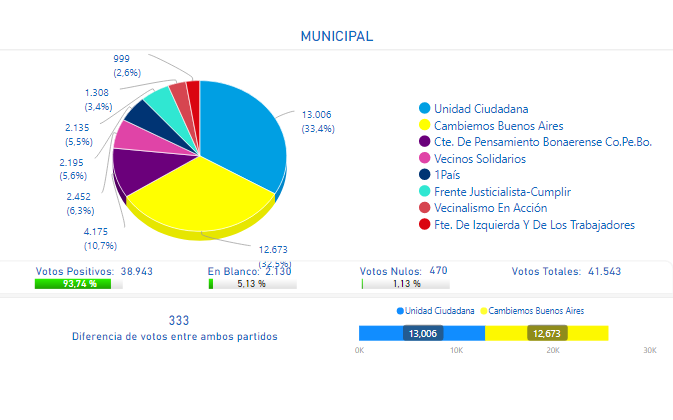 MUNICIPAL
999
(2,6%)
1.308
(3,4%)
2.135
(5,5%)
2.195
(5,6%)
2.452
(6,3%)
4.175
(10,7%)
13.006
(33,4%)
12.673
(32,5%)
Unidad Ciudadana
Cambiemos Buenos Aires
Cte. De Pensamiento Bonaerense Co.Pe.Bo.
Vecinos Solidarios
1País
Frente Justicialista-Cumplir
Vecinalismo En Acción
Fte. De Izquierda Y De Los Trabajadores
Votos Positivos: 38.943
93,74 %
En Blanco: 2.130
5,13 %
Votos Nulos: 470
1,13 %
Votos Totales: 41.543
333
Diferencia de votos entre ambos partidos
Unidad Ciudadana Cambiemos Buenos Aires
13,006 12,673
0K 10K 20K 30K